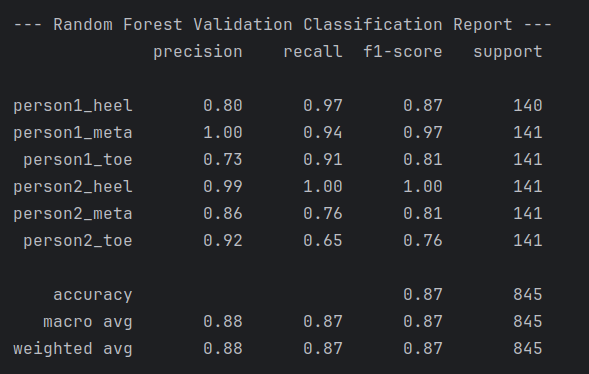 --- Random Forest Validation Classification Report ---
precision recall f1-score support
person1_heel 0.80 0.97 0.87 140
person1_meta 1.00 0.94 0.97 141
person1_toe 0.73 0.91 0.81 141
person2_heel 0.99 1.00 1.00 141
person2_meta 0.86 0.76 0.81 141
person2_toe 0.92 0.65 0.76 141
accuracy 0.87 845
macro avg 0.88 0.87 0.87 845
weighted avg 0.88 0.87 0.87 845